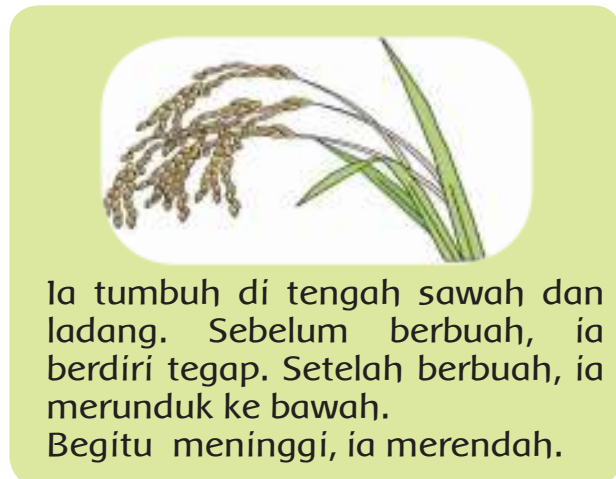 Ia tumbuh di tengah sawah dan
ladang. Sebelum berbuah, ia
berdiri tegap. Setelah berbuah, ia
merunduk ke bawah.
Begitu meninggi, ia merendah.